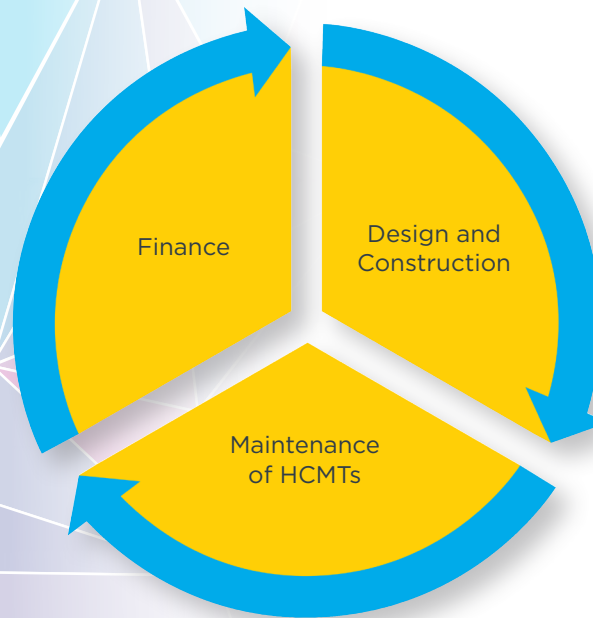 Finance
Design and
Construction
Maintenance
of HCMTs